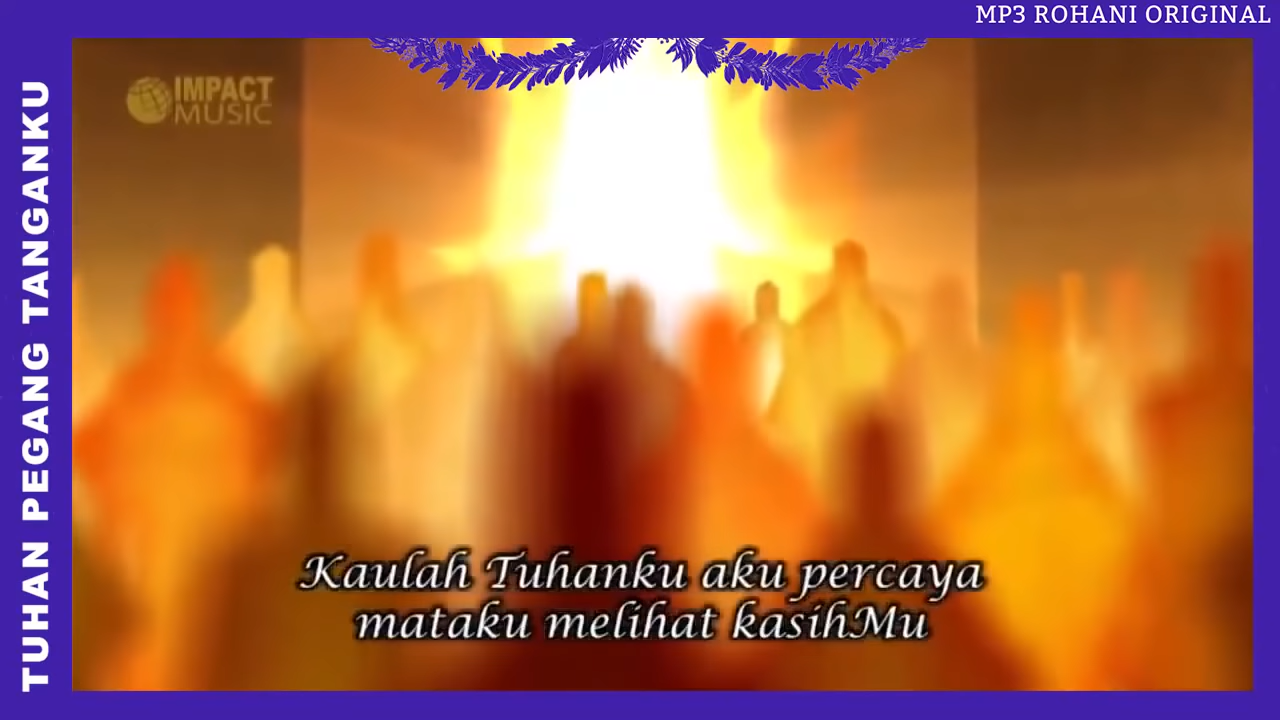 MP3 ROHANI ORIGINAL
TUHAN PEGANG TANGANKU
IMPACT
MUSIC
Kaulah Tuhanku aku percaya
mataku melihat kasihMu